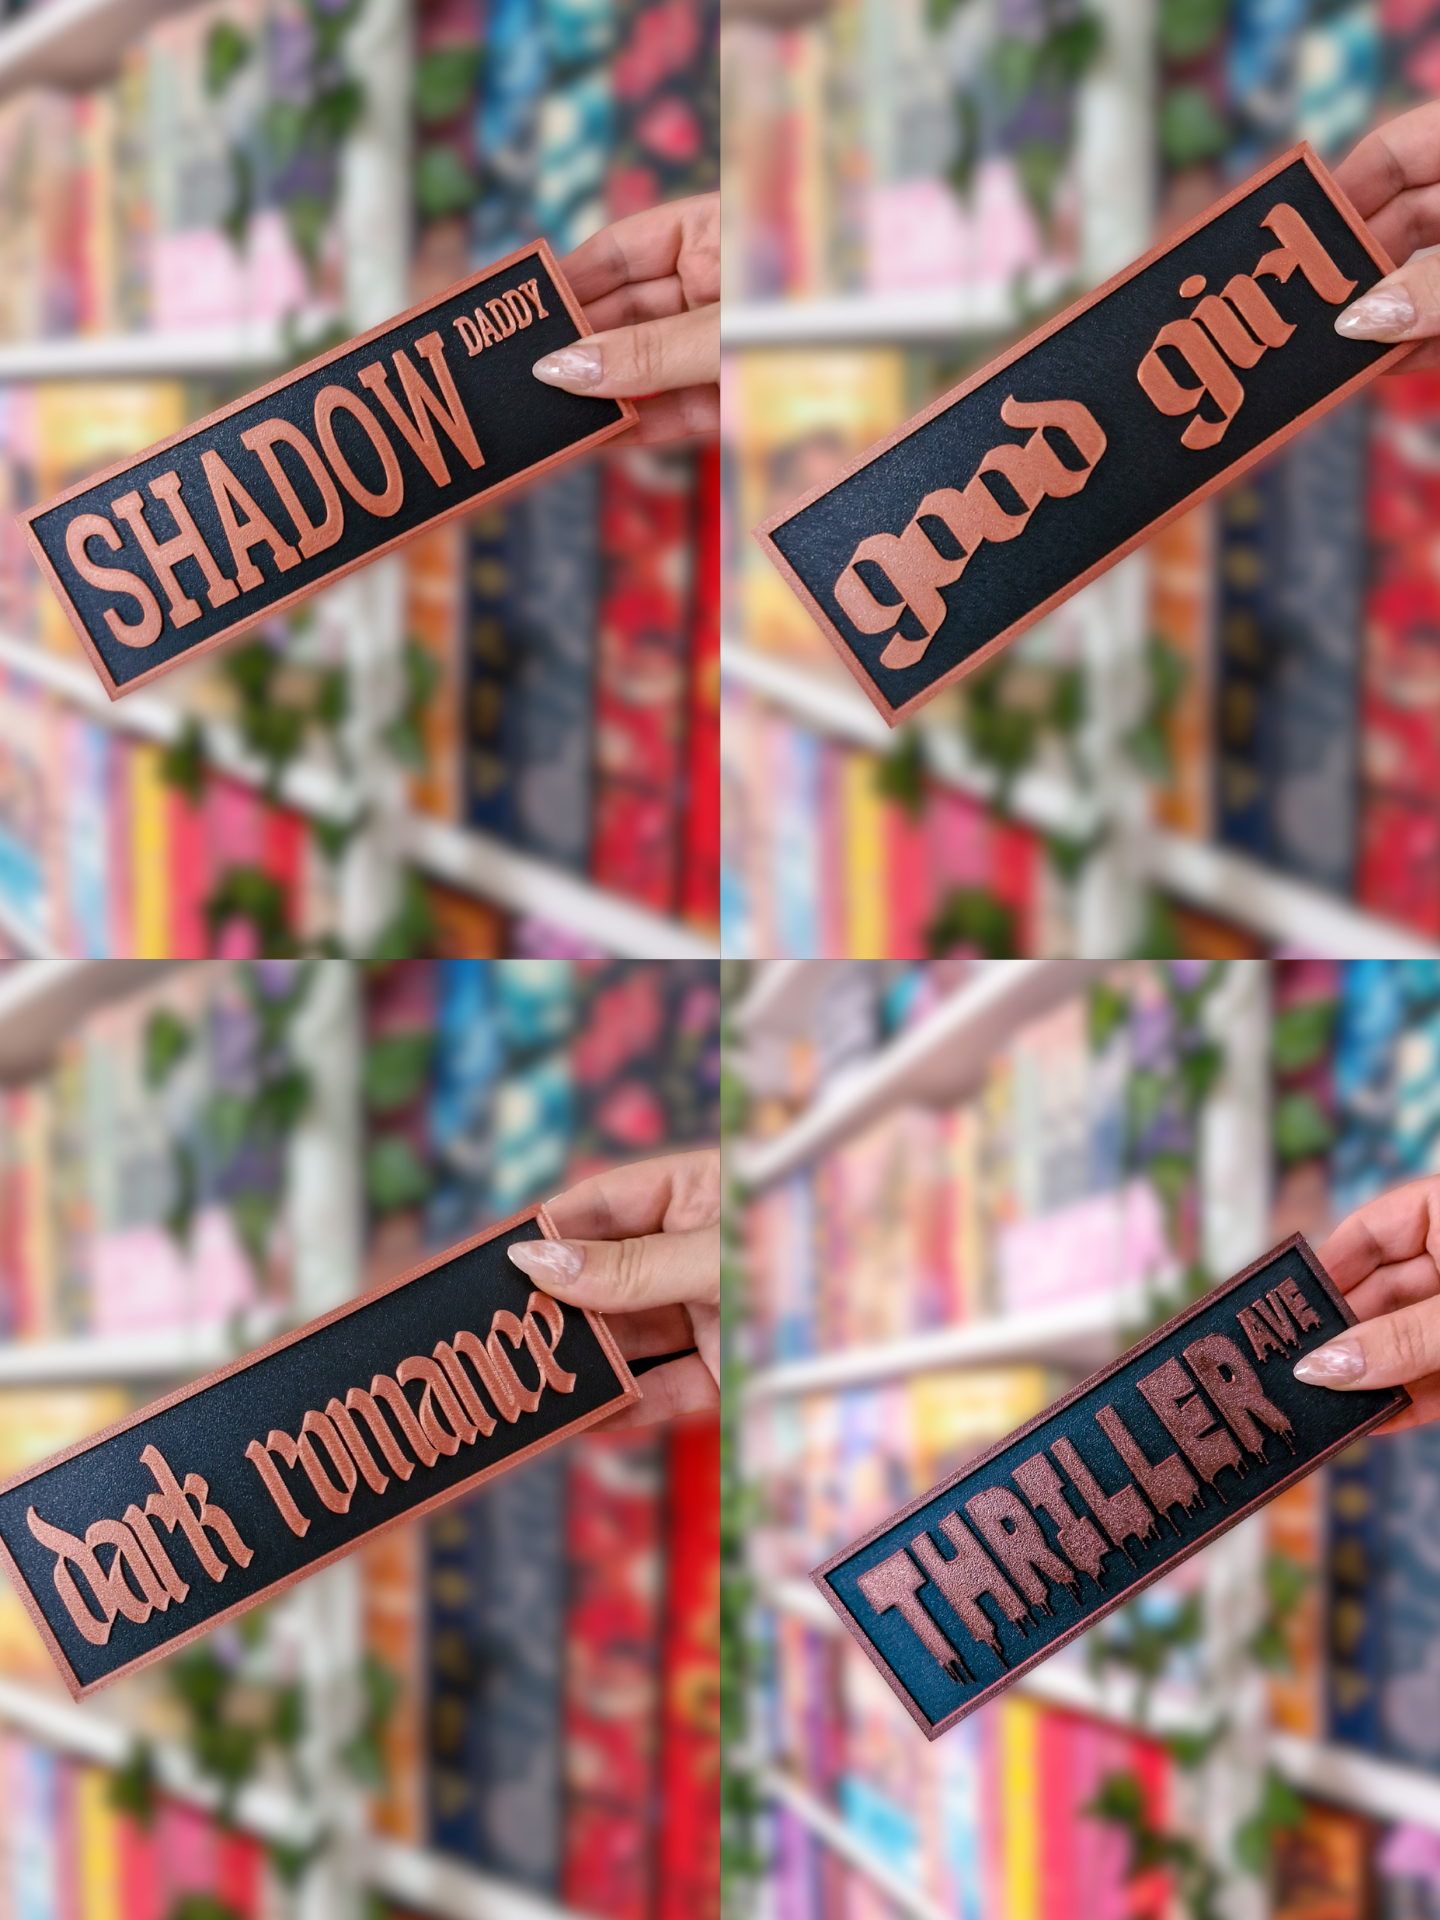 SHADOW DADDY
good girl
dark romance
THRILLER AVE